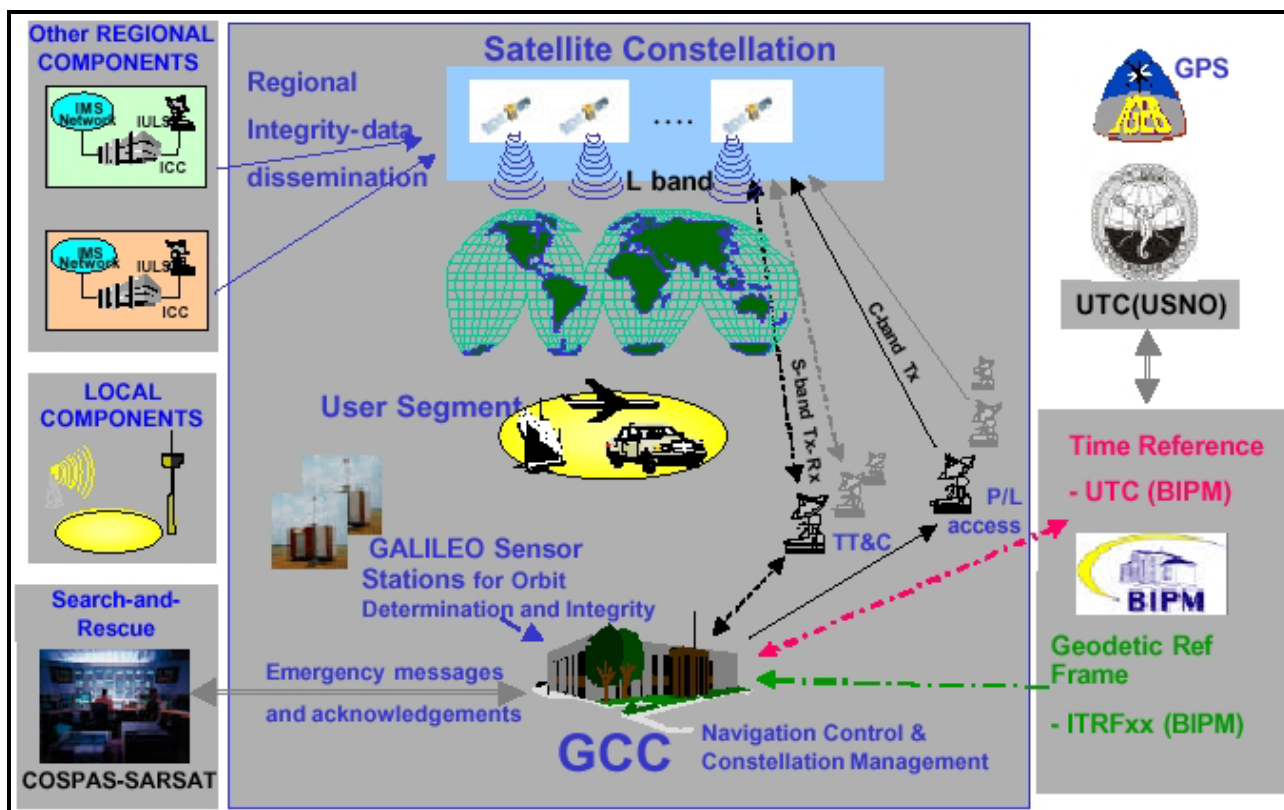 Other REGIONAL
COMPONENTS
IMS
Network
IULS
ICC
IMS
Network
IULS
ICC
LOCAL
COMPONENTS
Search-and-
Rescue
COSPAS-SARSAT
Satellite Constellation
Regional
Integrity-data
dissemination
....
L band
User Segment
S-band Tx-Rx
C-band Tx
TT&C
P/L
access
GALILEO Sensor
Stations for Orbit
Determination and Integrity
Emergency messages
and acknowledgements
GCC
Navigation Control &
Constellation Management
GPS
UTC(USNO)
Time Reference
- UTC (BIPM)
BIPM
Geodetic Ref
Frame
- ITRFxx (BIPM)